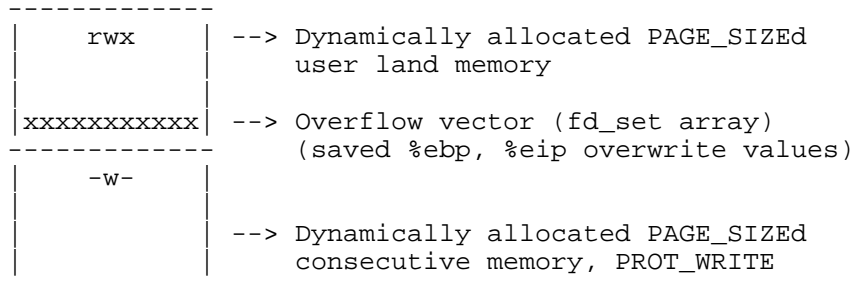 -------------
|    rwx    | --> Dynamically allocated PAGE_SIZEd
|           |     user land memory
|           |
|xxxxxxxxxxx| --> Overflow vector (fd_set array)
-------------     (saved %ebp, %eip overwrite values)
|    -w-    |
|           |
|           | --> Dynamically allocated PAGE_SIZEd
|           |     consecutive memory, PROT_WRITE